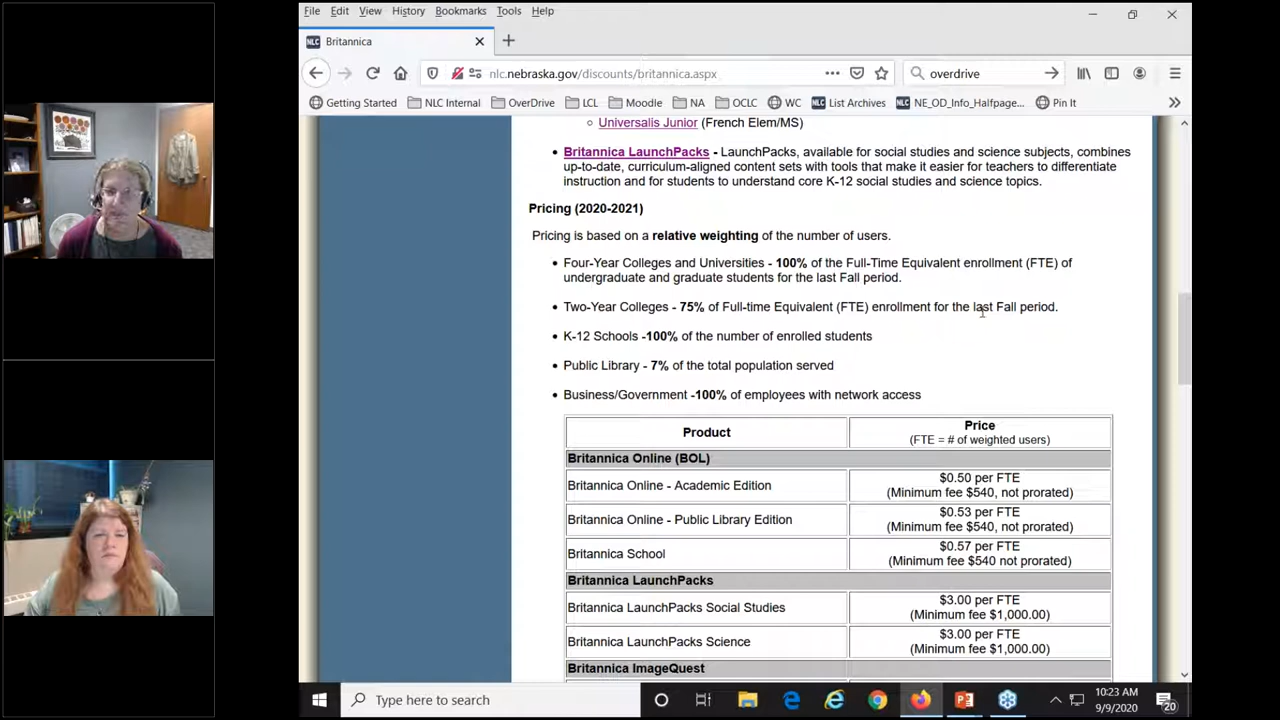 File Edit View History Bookmarks Tools Help
NLC Britannica
nlc.nebraska.gov/discounts/britannica.aspx
overdrive
Getting Started NLC Internal OverDrive LCL Moodle NA OCLC WC NLC List Archives NLC NE_OD_Info_Halfpage... Pin It
Universalis Junior (French Elem/MS)
Britannica LaunchPacks - LaunchPacks, available for social studies and science subjects, combines
up-to-date, curriculum-aligned content sets with tools that make it easier for teachers to differentiate
instruction and for students to understand core K-12 social studies and science topics.
Pricing (2020-2021)
Pricing is based on a relative weighting of the number of users.
Four-Year Colleges and Universities - 100% of the Full-Time Equivalent enrollment (FTE) of
undergraduate and graduate students for the last Fall period.
Two-Year Colleges - 75% of Full-time Equivalent (FTE) enrollment for the last Fall period.
K-12 Schools -100% of the number of enrolled students
Public Library - 7% of the total population served
Business/Government -100% of employees with network access
Product Price
(FTE = # of weighted users)
Britannica Online (BOL)
Britannica Online - Academic Edition $0.50 per FTE
(Minimum fee $540, not prorated)
Britannica Online - Public Library Edition $0.53 per FTE
(Minimum fee $540, not prorated)
Britannica School $0.57 per FTE
(Minimum fee $540 not prorated)
Britannica LaunchPacks
Britannica LaunchPacks Social Studies $3.00 per FTE
(Minimum fee $1,000.00)
Britannica LaunchPacks Science $3.00 per FTE
(Minimum fee $1,000.00)
Britannica ImageQuest
Type here to search
10:23 AM
9/9/2020
20